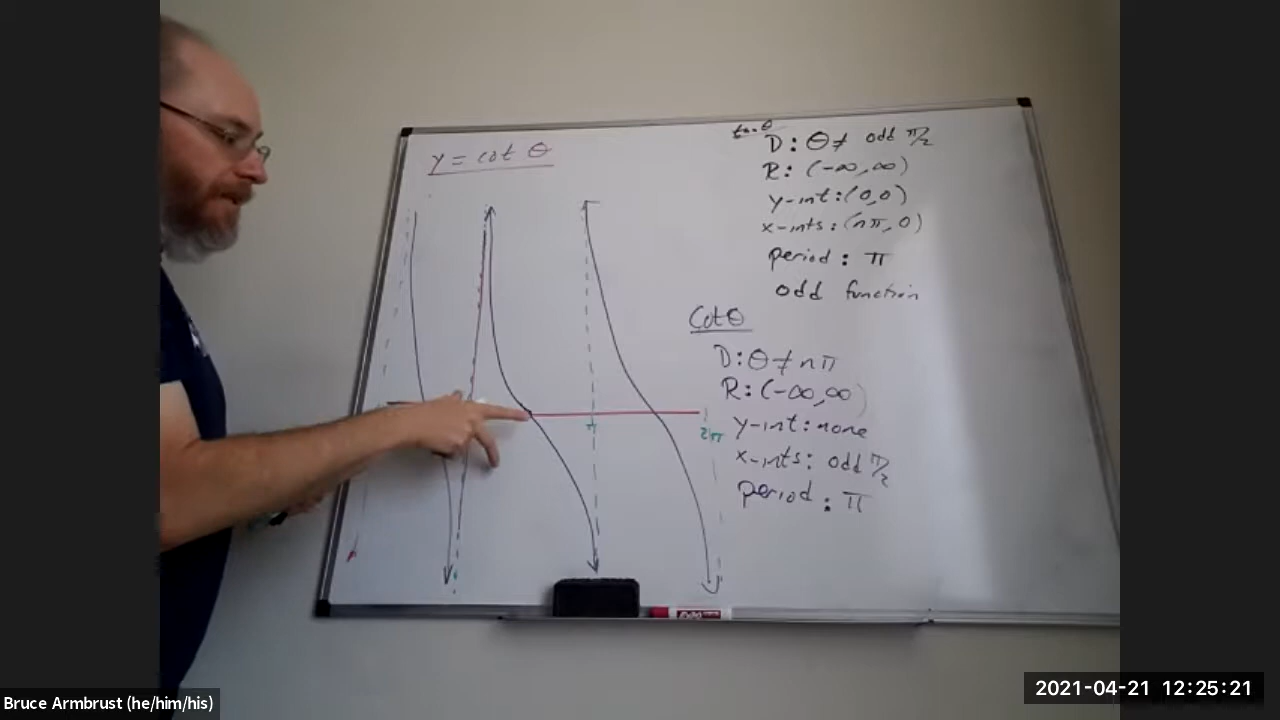 y = cot θ
tan θ
D: θ ≠ odd π/2
R: (-∞, ∞)
y-int: (0,0)
x-ints: (nπ, 0)
period: π
odd function
Cot θ
D: θ ≠ nπ
R: (-∞, ∞)
y-int: none
x-ints: odd π/2
period: π
π
2π
EXPO
Bruce Armbrust (he/him/his)
2021-04-21 12:25:21